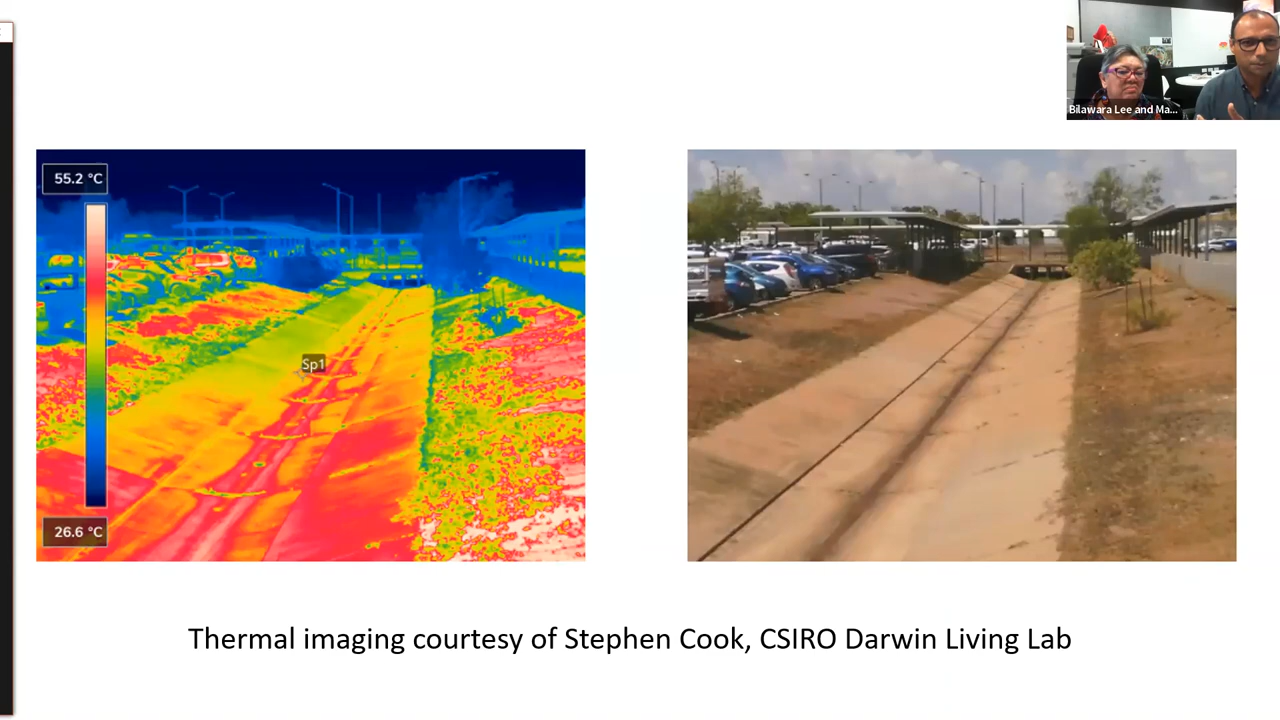 Bilawara Lee and Ma...
55.2 °C
Sp1
26.6 °C
Thermal imaging courtesy of Stephen Cook, CSIRO Darwin Living Lab